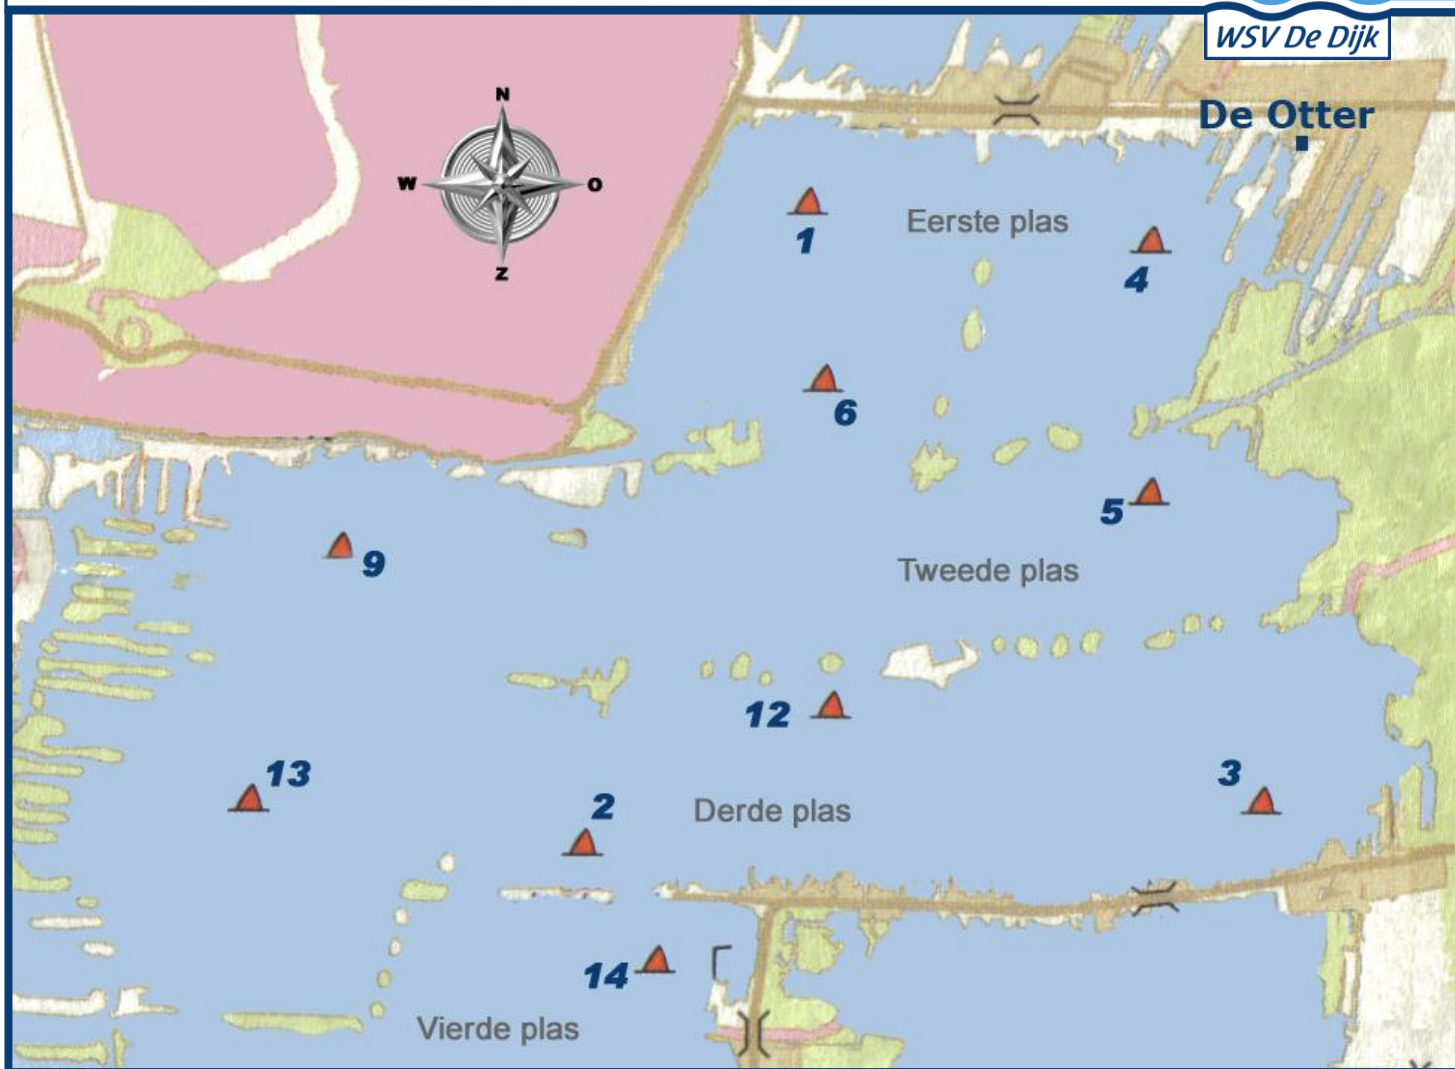 WSV De Dijk
N
De Otter
W
O
Eerste plas
1
4
Z
6
5
9
Tweede plas
12
13
3
2
Derde plas
14
Vierde plas